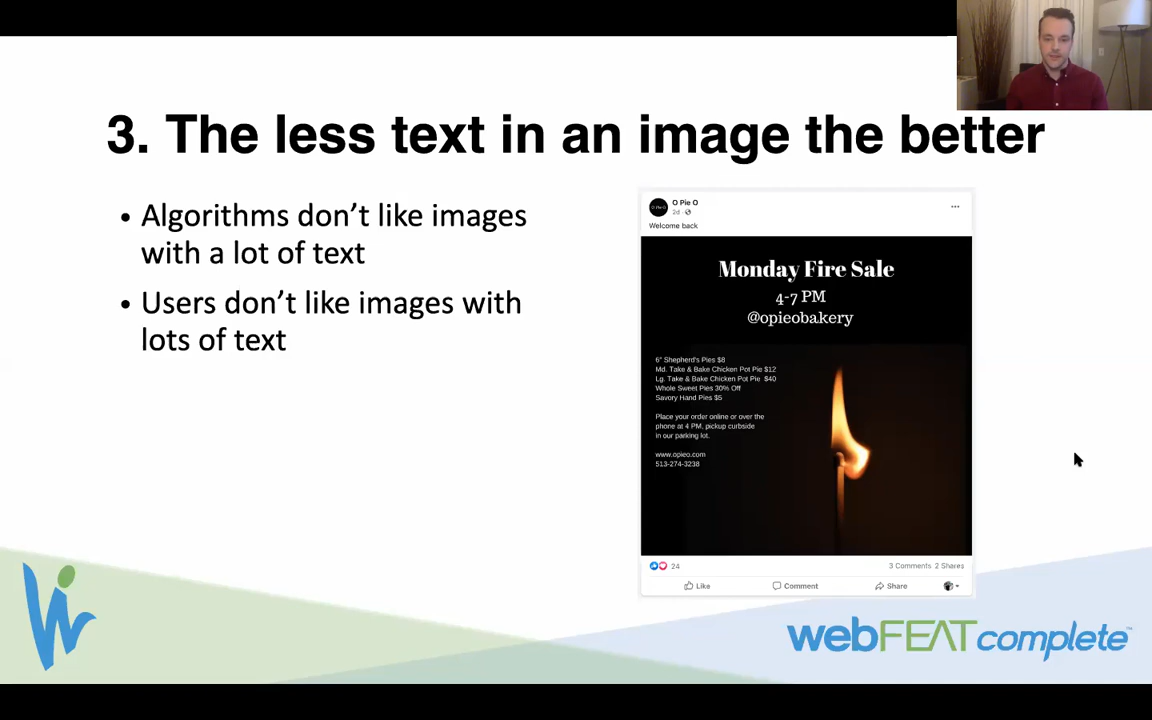 3. The less text in an image the better
• Algorithms don’t like images
with a lot of text
• Users don’t like images with
lots of text
O Pie O
2d ·
Welcome back
Monday Fire Sale
4-7 PM
@opieobakery
6" Shepherd's Pies $8
Md. Take & Bake Chicken Pot Pie $12
Lg. Take & Bake Chicken Pot Pie $40
Whole Sweet Pies 30% Off
Savory Hand Pies $5
Place your order online or over the
phone at 4 PM, pickup curbside
in our parking lot.
www.opieo.com
513-274-3238
24
3 Comments 2 Shares
Like Comment Share
webFEAT complete™